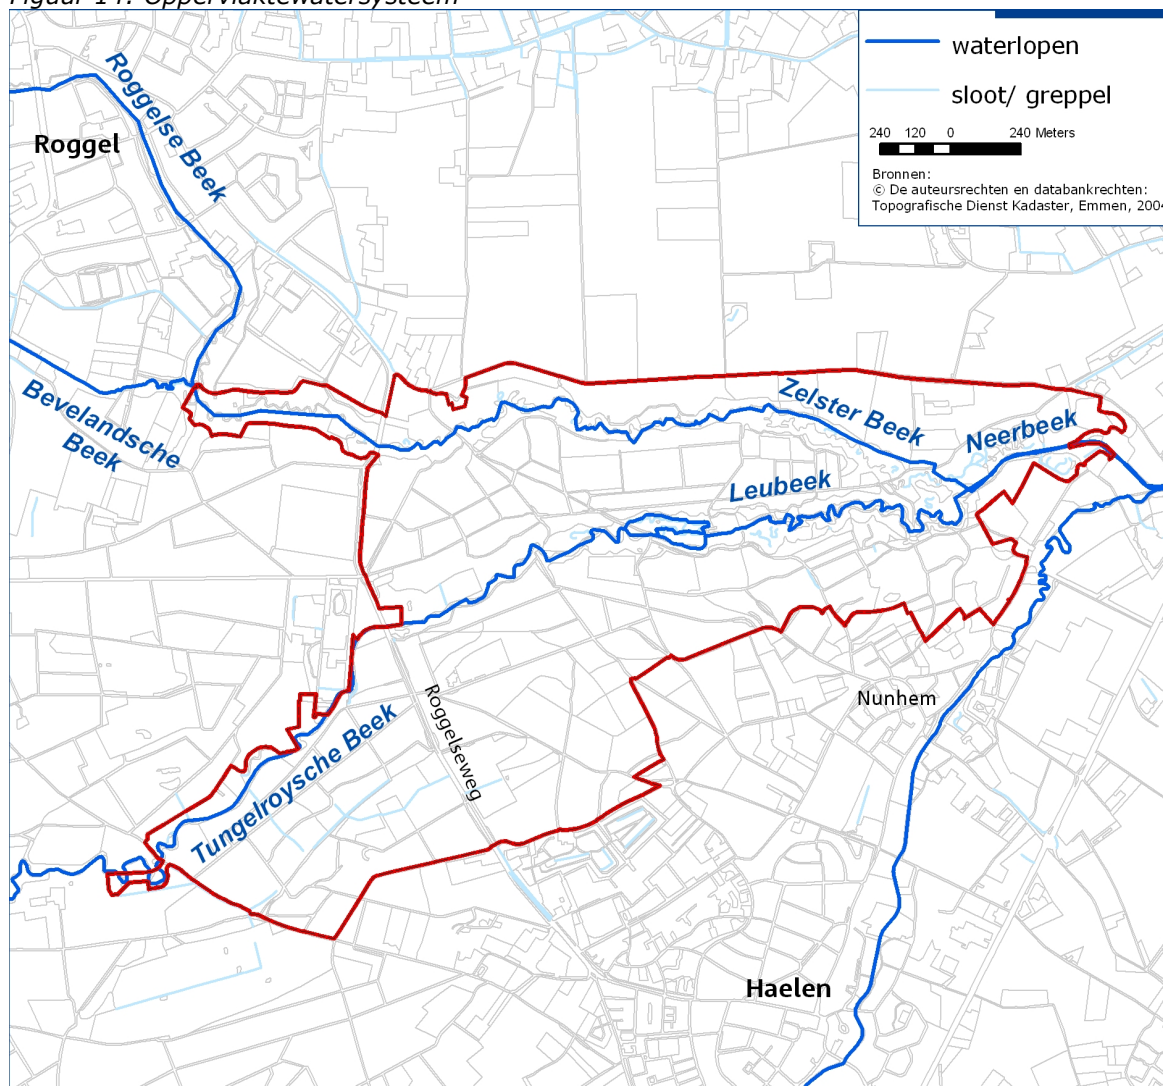 Figuur 14: Oppervlaktewatersysteem
waterlopen
sloot/ greppel
240 120 0 240 Meters
Bronnen:
© De auteursrechten en databankrechten:
Topografische Dienst Kadaster, Emmen, 2004
Roggelse Beek
Roggel
Bevelandsche
Beek
Zelster Beek
Neerbeek
Leubeek
Roggelseweg
Nunhem
Tungelroysche Beek
Haelen